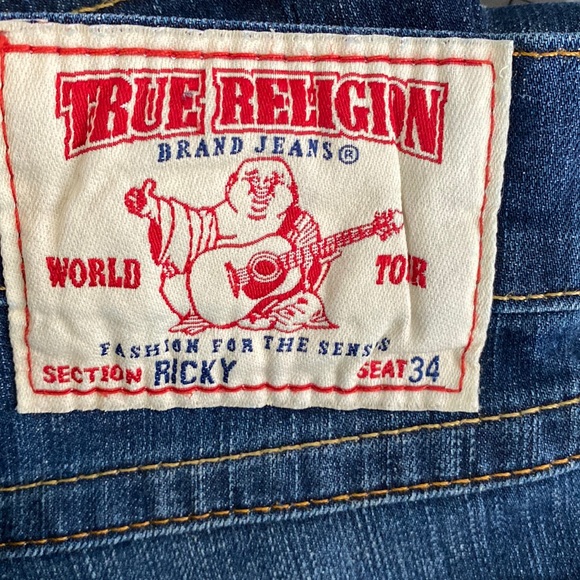 TRUE RELIGION
BRAND JEANS®
WORLD TOUR
FASHION FOR THE SENSES
SECTION RICKY SEAT 34